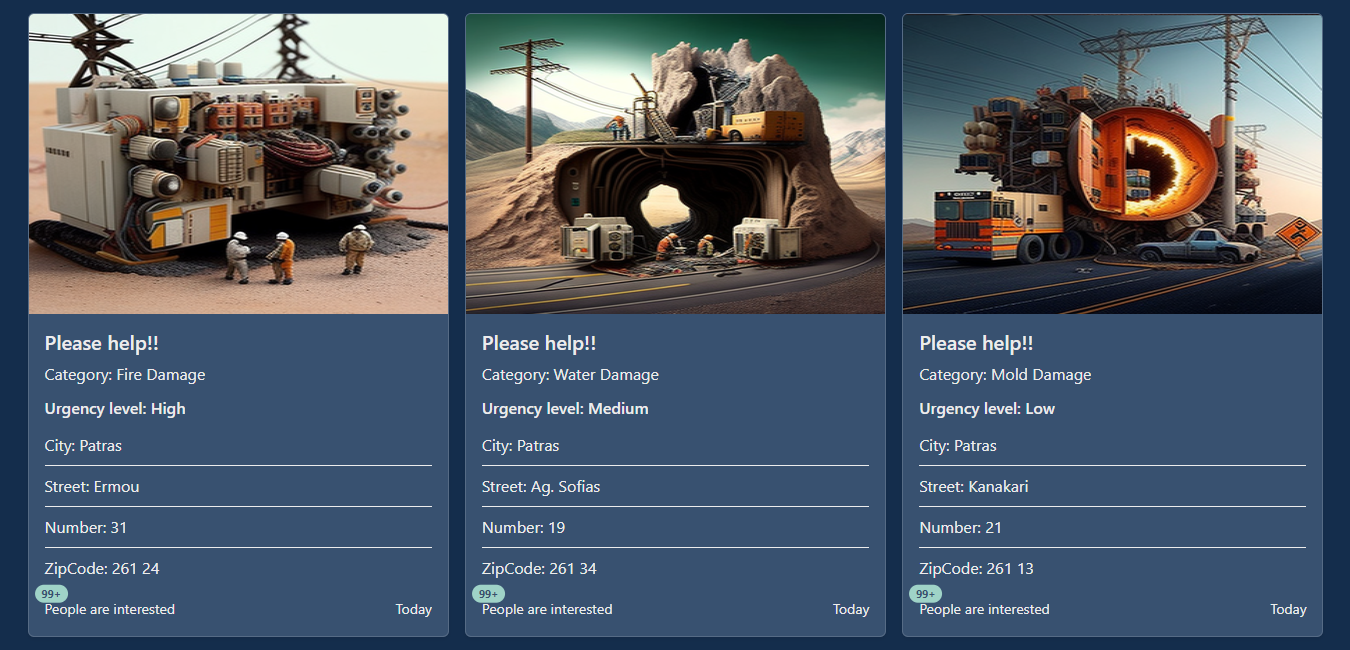 Please help!!
Category: Fire Damage
Urgency level: High
City: Patras
Street: Ermou
Number: 31
ZipCode: 261 24
99+
People are interested
Today
Please help!!
Category: Water Damage
Urgency level: Medium
City: Patras
Street: Ag. Sofias
Number: 19
ZipCode: 261 34
99+
People are interested
Today
Please help!!
Category: Mold Damage
Urgency level: Low
City: Patras
Street: Kanakari
Number: 21
ZipCode: 261 13
99+
People are interested
Today